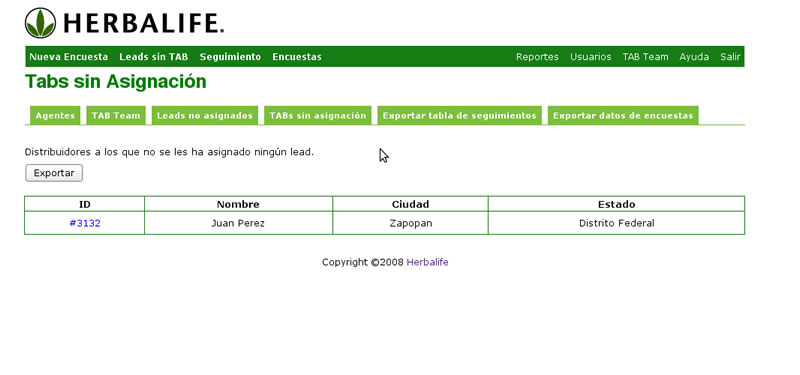 HERBALIFE.
Nueva Encuesta Leads sin TAB Seguimiento Encuestas Reportes Usuarios TAB Team Ayuda Salir
Tabs sin Asignación
Agentes TAB Team Leads no asignados TABs sin asignación Exportar tabla de seguimientos Exportar datos de encuestas
Distribuidores a los que no se les ha asignado ningún lead.
Exportar
ID Nombre Ciudad Estado
#3132 Juan Perez Zapopan Distrito Federal
Copyright ©2008 Herbalife